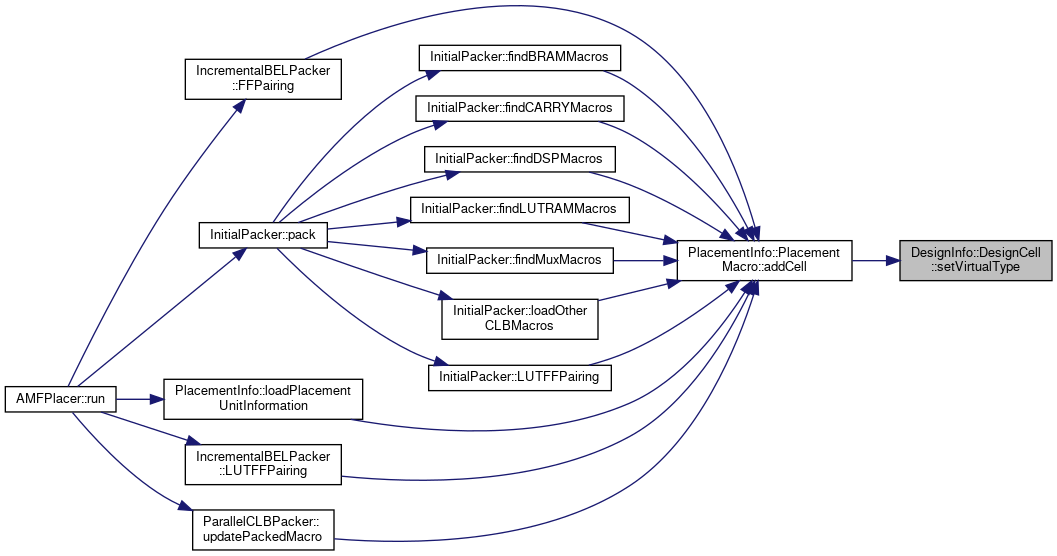 IncrementalBELPacker
::FFPairing
InitialPacker::findBRAMMacros
InitialPacker::findCARRYMacros
InitialPacker::findDSPMacros
InitialPacker::findLUTRAMMacros
InitialPacker::pack
InitialPacker::findMuxMacros
PlacementInfo::Placement
Macro::addCell
DesignInfo::DesignCell
::setVirtualType
InitialPacker::loadOther
CLBMacros
InitialPacker::LUTFFPairing
AMFPlacer::run
PlacementInfo::loadPlacement
UnitInformation
IncrementalBELPacker
::LUTFFPairing
ParallelCLBPacker::
updatePackedMacro